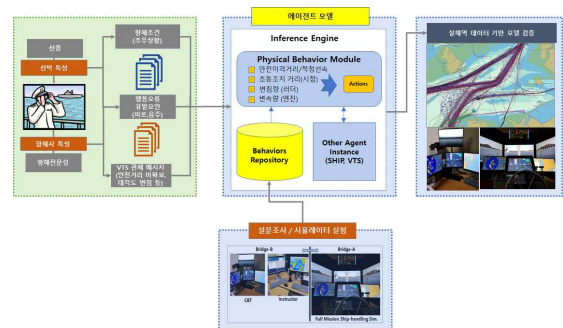 선종
선박 특성
항해사 특성
항해전문성
항해조건
(조우상황)
행동오류
유발요인
(피로,음주)
VTS 관제 메시지
(안전거리 미확보,
대각도 변침 등)
에이전트 모델
Inference Engine
Physical Behavior Module
안전이격거리/적정선속
초동조치 거리(시점)
변침량 (러더)
변속량 (엔진)
Actions
Behaviors
Repository
Other Agent
Instance
(SHIP, VTS)
실해역 데이터 기반 모델 검증
설문조사 / 시뮬레이터 실험
Bridge-B
Bridge-A
CBT
Instructor
Full Mission Ship-handling Sim.